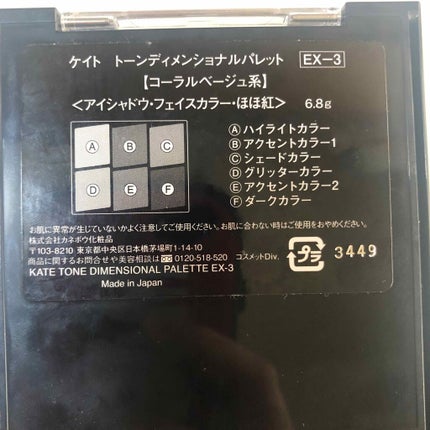 ケイト トーンディメンショナルパレット EX-3
【コーラルベージュ系】
<アイシャドウ・フェイスカラー・ほほ紅> 6.8g
A B C
D E F
Ⓐハイライトカラー
Ⓑアクセントカラー1
Ⓒシェードカラー
Ⓓグリッターカラー
Ⓔアクセントカラー2
Ⓕダークカラー
お肌に異常が生じていないかよく注意してご使用ください。お肌に合わない時はご使用をおやめください。
株式会社カネボウ化粧品
〒103-8210 東京都中央区日本橋茅場町1-14-10
商品に関するお問合せや美容相談は 0120-518-520 コスメットDiv.
KATE TONE DIMENSIONAL PALETTE EX-3
Made in Japan
プラ 3449